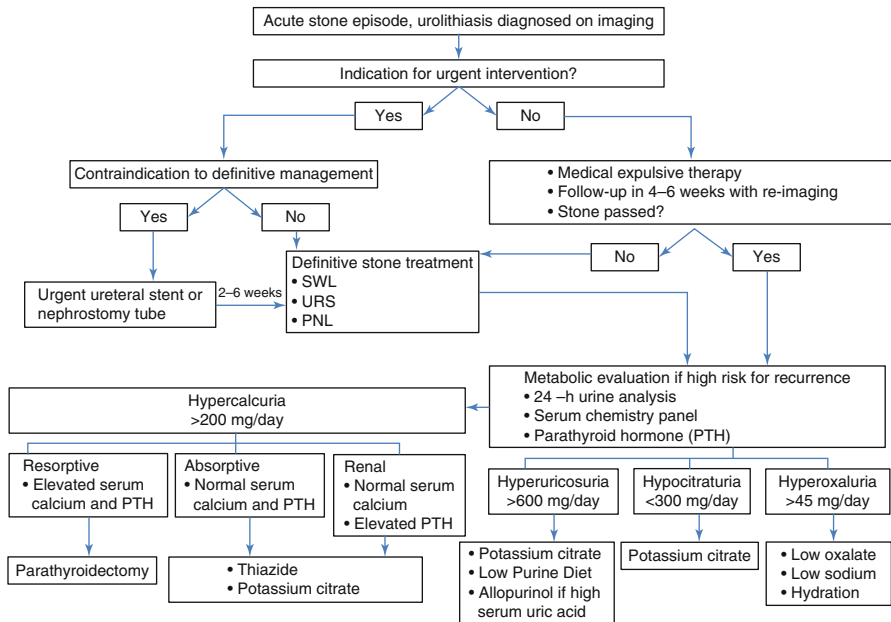 Acute stone episode, urolithiasis diagnosed on imaging
Indication for urgent intervention?
Yes
No
Contraindication to definitive management
• Medical expulsive therapy
• Follow-up in 4–6 weeks with re-imaging
• Stone passed?
Yes
No
No
Yes
Urgent ureteral stent or
nephrostomy tube
2–6 weeks
Definitive stone treatment
• SWL
• URS
• PNL
Metabolic evaluation if high risk for recurrence
• 24 –h urine analysis
• Serum chemistry panel
• Parathyroid hormone (PTH)
Hypercalcuria
>200 mg/day
Resorptive
• Elevated serum
calcium and PTH
Absorptive
• Normal serum
calcium and PTH
Renal
• Normal serum
calcium
• Elevated PTH
Hyperuricosuria
>600 mg/day
Hypocitraturia
<300 mg/day
Hyperoxaluria
>45 mg/day
Parathyroidectomy
• Thiazide
• Potassium citrate
• Potassium citrate
• Low Purine Diet
• Allopurinol if high
serum uric acid
Potassium citrate
• Low oxalate
• Low sodium
• Hydration